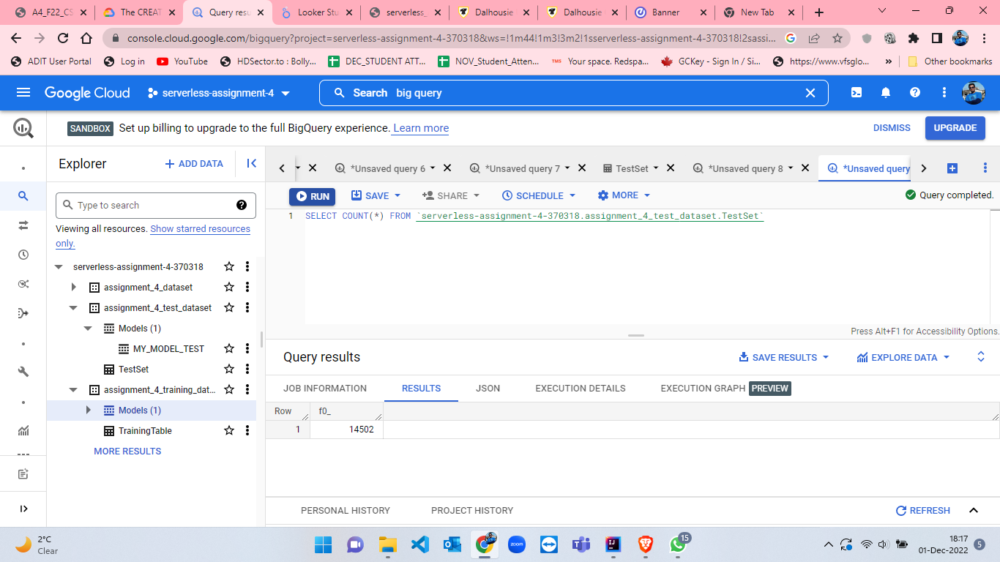 A4_F22_CS
The CREAT
Query resu
Looker Stu
serverless_
Dalhousie
Dalhousie
Banner
New Tab
console.cloud.google.com/bigquery?project=serverless-assignment-4-370318&ws=!1m44!1m3!3m2!1sserverless-assignment-4-370318!2sassi...
ADIT User Portal
Log in
YouTube
HDSector.to : Bolly...
DEC_STUDENT ATT...
NOV_Student_Atten...
TMS Your space. Redspa...
GCKey - Sign In / Si...
https://www.vfsglo...
»
Other bookmarks
Google Cloud
serverless-assignment-4
Search big query
SANDBOX Set up billing to upgrade to the full BigQuery experience. Learn more
DISMISS
UPGRADE
Explorer
+ ADD DATA
Type to search
Viewing all resources. Show starred resources
only.
serverless-assignment-4-370318
assignment_4_dataset
assignment_4_test_dataset
Models (1)
MY_MODEL_TEST
TestSet
assignment_4_training_dat...
Models (1)
TrainingTable
MORE RESULTS
*Unsaved query 6
*Unsaved query 7
TestSet
*Unsaved query 8
*Unsaved query
RUN
SAVE
SHARE
SCHEDULE
MORE
Query completed.
1 SELECT COUNT(*) FROM `serverless-assignment-4-370318.assignment_4_test_dataset.TestSet`
Press Alt+F1 for Accessibility Options.
Query results
SAVE RESULTS
EXPLORE DATA
JOB INFORMATION
RESULTS
JSON
EXECUTION DETAILS
EXECUTION GRAPH PREVIEW
Row f0_
1 14502
PERSONAL HISTORY
PROJECT HISTORY
REFRESH
2°C
Clear
zoom
15
18:17
01-Dec-2022
5